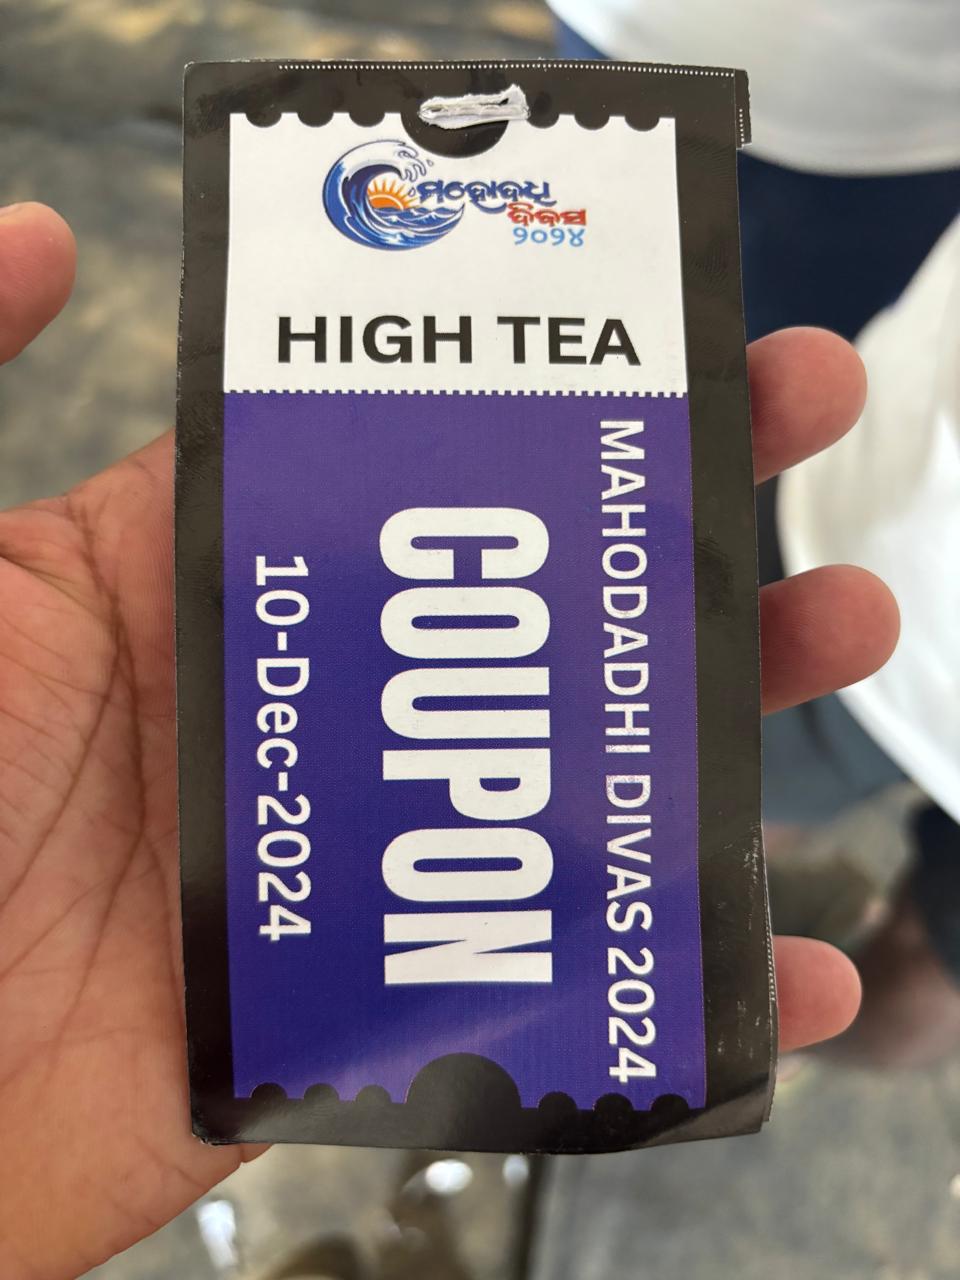 ମହୋଦଧି
ଦିବସ
୨୦୨୪
HIGH TEA
MAHODADHI DIVAS 2024
COUPON
10-Dec-2024